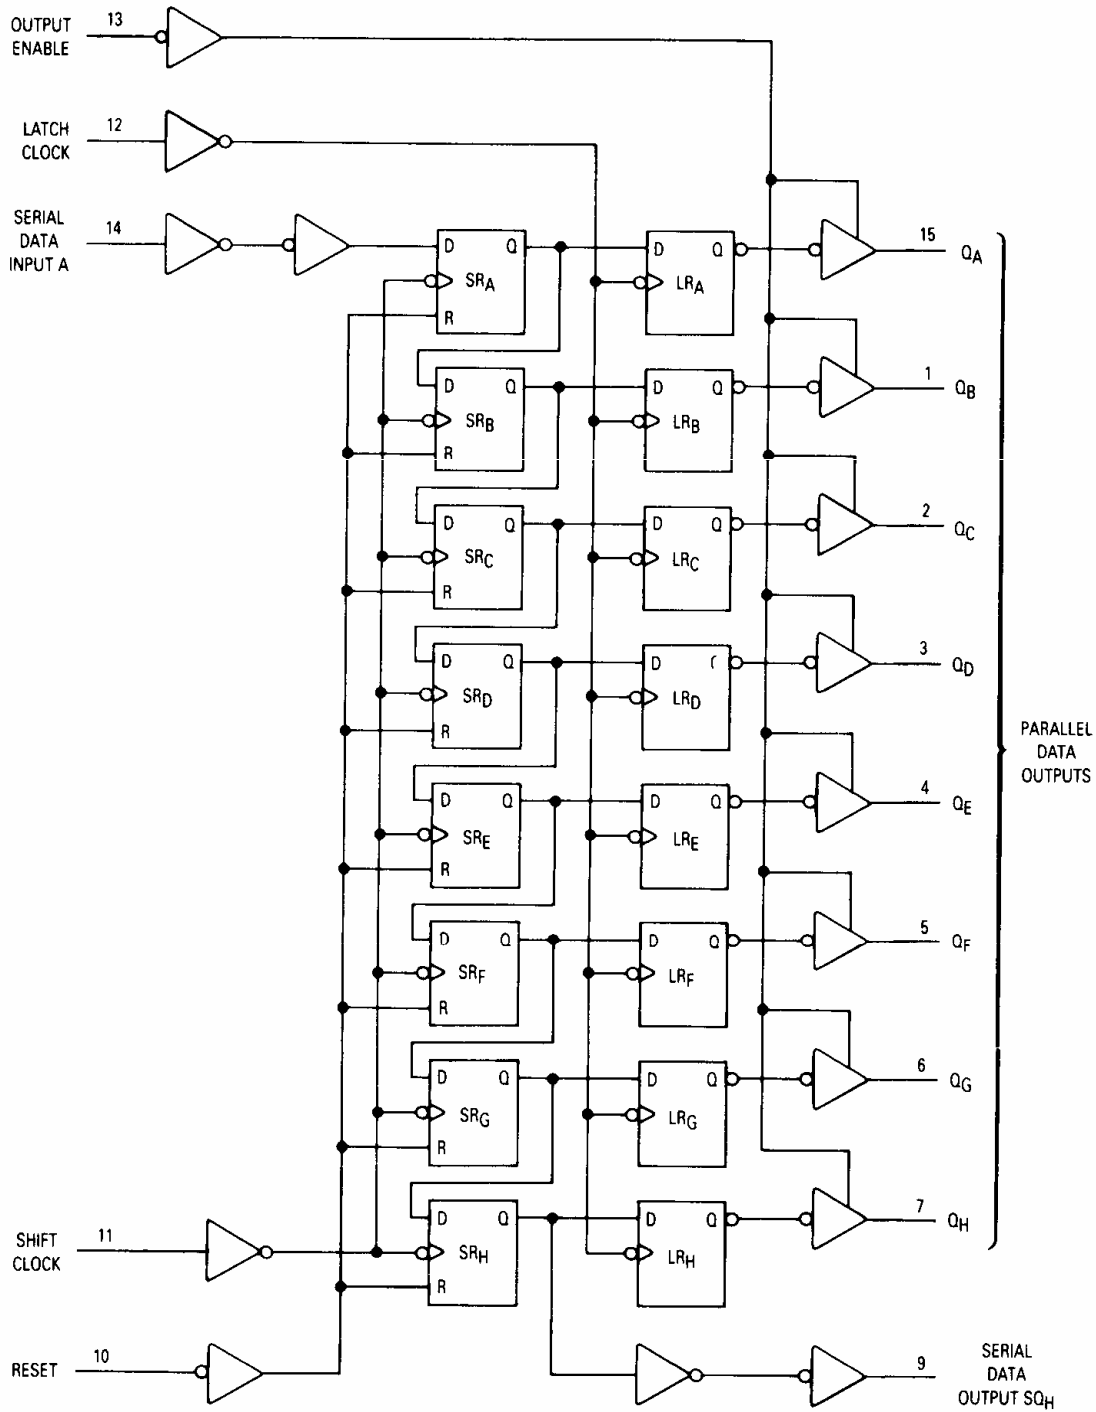 OUTPUT
ENABLE
13
LATCH
CLOCK
12
SERIAL
DATA
INPUT A
14
D Q
SRA
R
D Q
LRA
15
QA
D Q
SRB
R
D Q
LRB
1
QB
D Q
SRC
R
D Q
LRC
2
QC
D Q
SRD
R
D
LRD
3
QD
D Q
SRE
R
D Q
LRE
4
QE
D Q
SRF
R
D Q
LRF
5
QF
D Q
SRG
R
D Q
LRG
6
QG
D Q
SRH
R
D Q
LRH
7
QH
PARALLEL
DATA
OUTPUTS
SHIFT
CLOCK
11
RESET
10
9
SERIAL
DATA
OUTPUT SQH